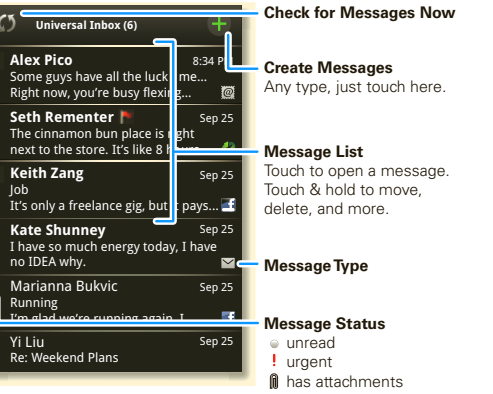 Universal Inbox (6)
Alex Pico 8:34 P
Some guys have all the luck me...
Right now, you're busy flexing...
Seth Rementer Sep 25
The cinnamon bun place is right
next to the store. It's like 8 hours
Keith Zang Sep 25
Job
It's only a freelance gig, but it pays...
Kate Shunney Sep 25
I have so much energy today, I have
no IDEA why.
Marianna Bukvic Sep 25
Running
I'm glad we're running again. I
Yi Liu Sep 25
Re: Weekend Plans
Check for Messages Now
Create Messages
Any type, just touch here.
Message List
Touch to open a message.
Touch & hold to move,
delete, and more.
Message Type
Message Status
unread
! urgent
has attachments